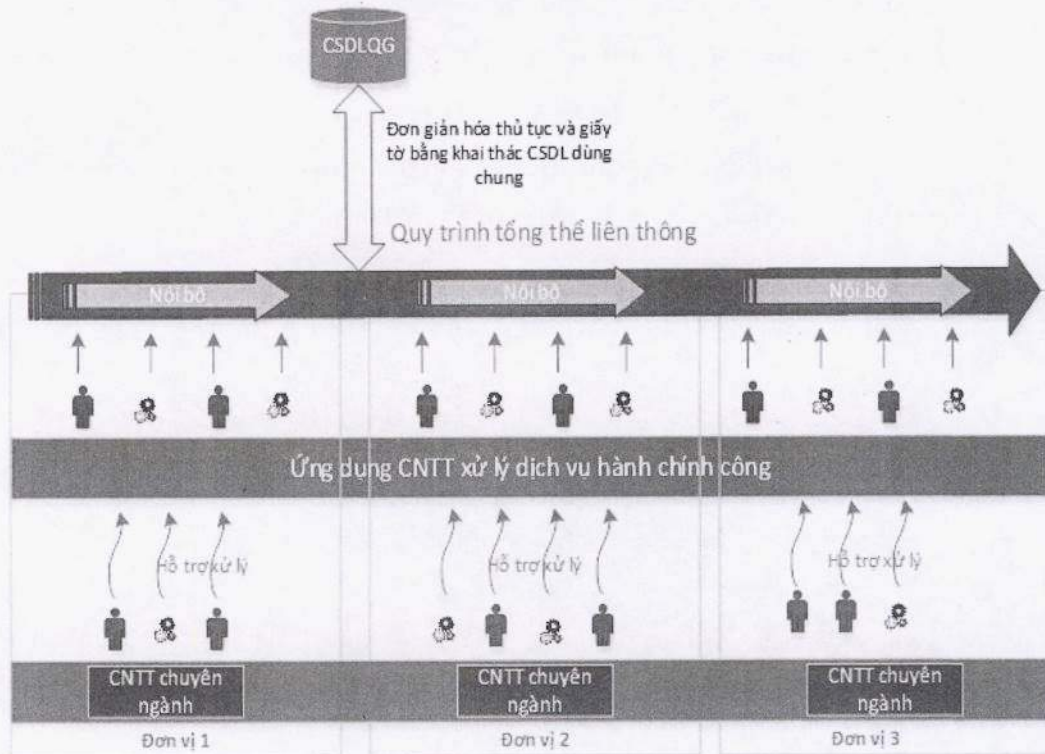 CSDLQG
Đơn giản hóa thủ tục và giấy
tờ bằng khai thác CSDL dùng
chung
Quy trình tổng thể liên thông
Nội bộ
Nội bộ
Nội bộ
Ứng dụng CNTT xử lý dịch vụ hành chính công
Hỗ trợ xử lý
Hỗ trợ xử lý
Hỗ trợ xử lý
CNTT chuyên
ngành
CNTT chuyên
ngành
CNTT chuyên
ngành
Đơn vị 1
Đơn vị 2
Đơn vị 3